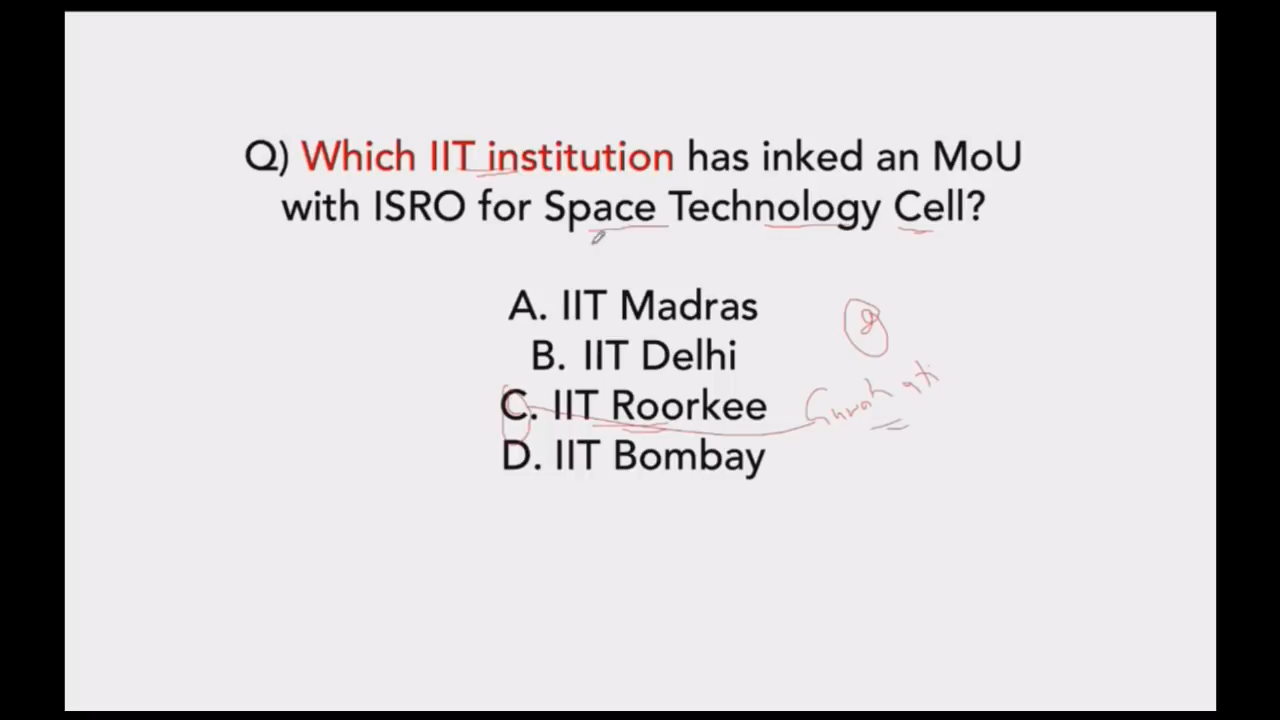 Q) Which IIT institution has inked an MoU
with ISRO for Space Technology Cell?
A. IIT Madras
B. IIT Delhi
C. IIT Roorkee
D. IIT Bombay